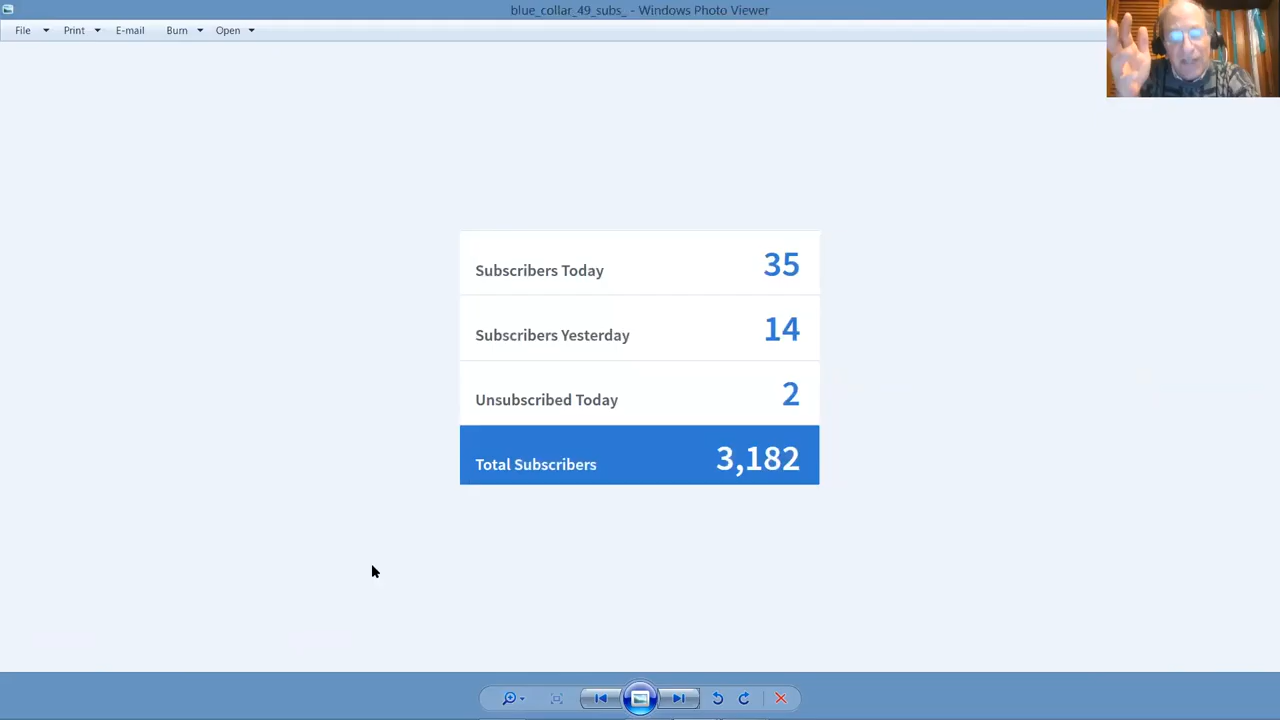 blue_collar_49_subs_ - Windows Photo Viewer
File Print E-mail Burn Open
Subscribers Today 35
Subscribers Yesterday 14
Unsubscribed Today 2
Total Subscribers 3,182